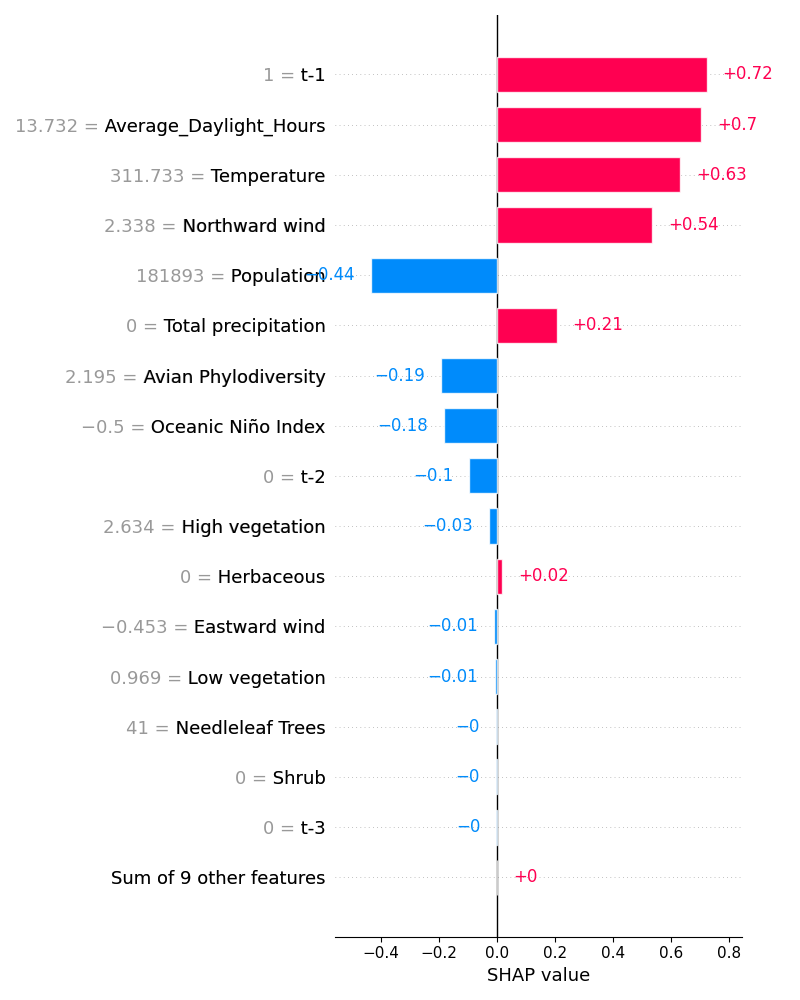 1 = t-1 +0.72
13.732 = Average_Daylight_Hours +0.7
311.733 = Temperature +0.63
2.338 = Northward wind +0.54
181893 = Population −0.44
0 = Total precipitation +0.21
2.195 = Avian Phylodiversity −0.19
−0.5 = Oceanic Niño Index −0.18
0 = t-2 −0.1
2.634 = High vegetation −0.03
0 = Herbaceous +0.02
−0.453 = Eastward wind −0.01
0.969 = Low vegetation −0.01
41 = Needleleaf Trees −0
0 = Shrub −0
0 = t-3 −0
Sum of 9 other features +0
−0.4 −0.2 0.0 0.2 0.4 0.6 0.8
SHAP value